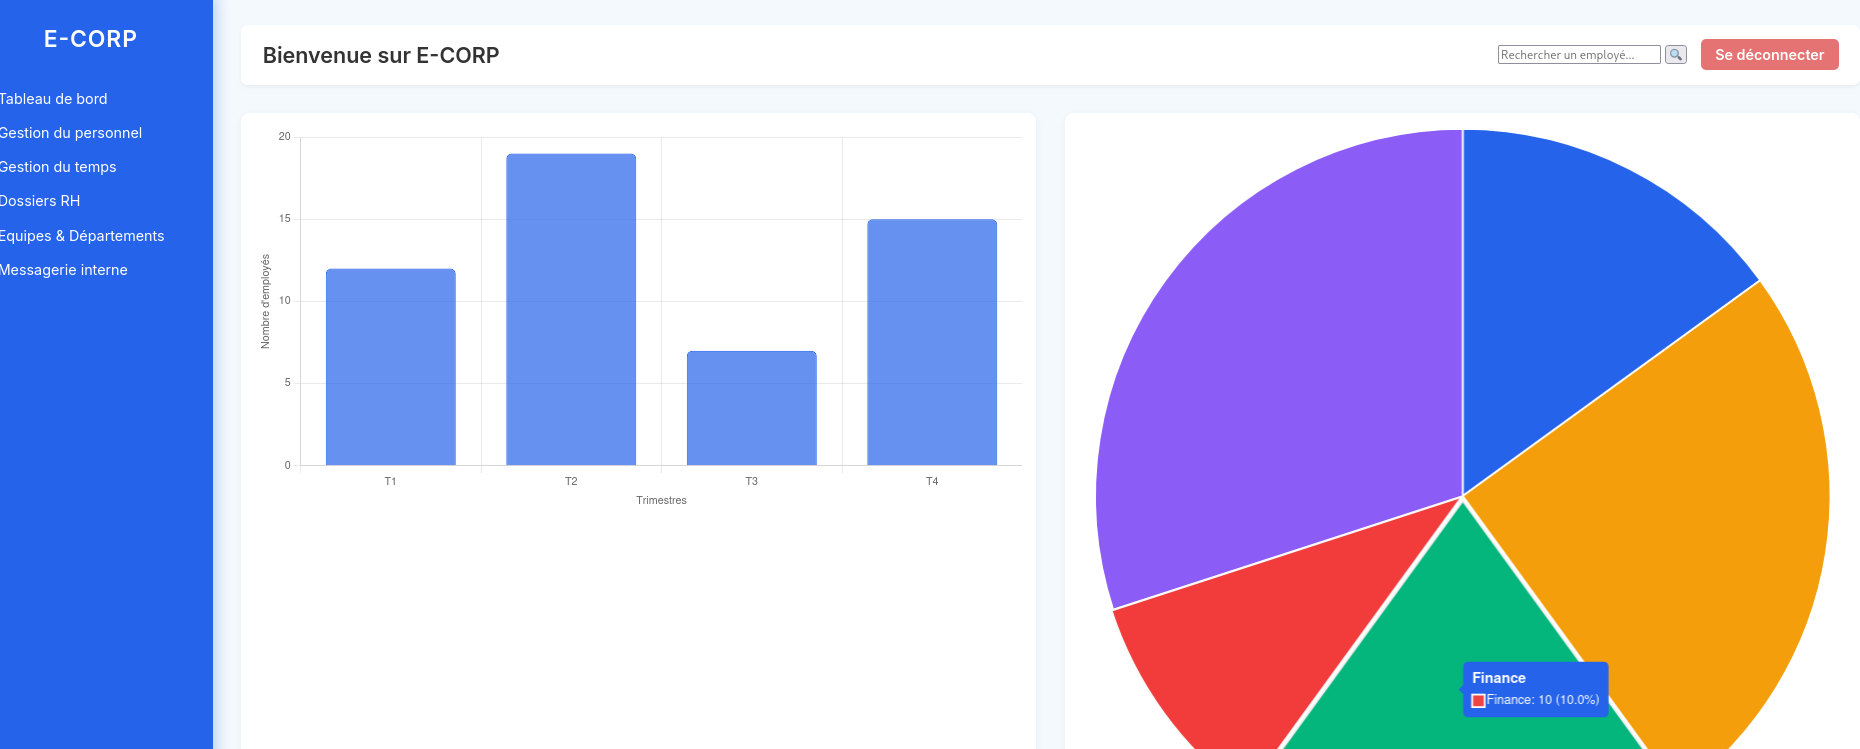 E-CORP
Tableau de bord
Gestion du personnel
Gestion du temps
Dossiers RH
Equipes & Départements
Messagerie interne
Bienvenue sur E-CORP
Rechercher un employé...
Se déconnecter
Nombre d'employés
20
15
10
5
0
T1 T2 T3 T4
Trimestres
Finance
Finance: 10 (10.0%)